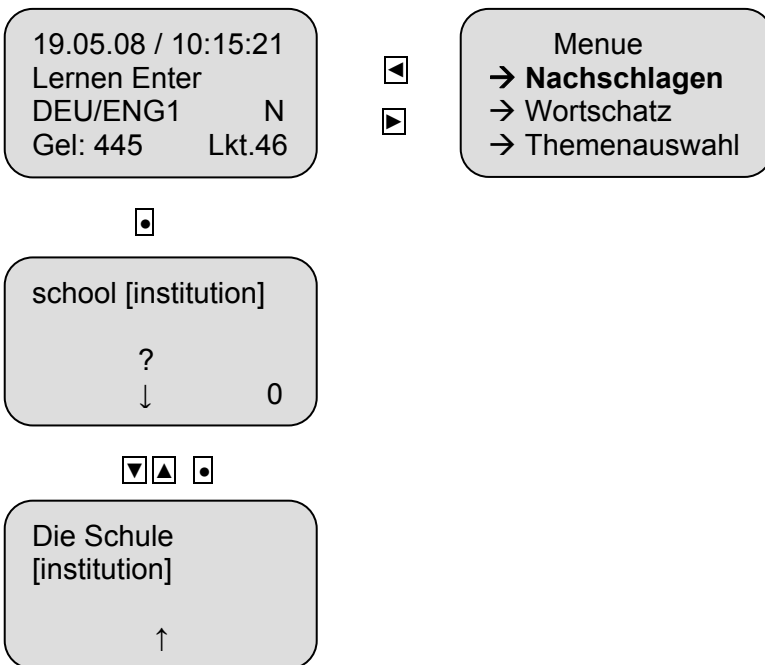 19.05.08 / 10:15:21
Lernen Enter
DEU/ENG1 N
Gel: 445 Lkt.46
◄
►
Menue
→ Nachschlagen
→ Wortschatz
→ Themenauswahl
●
school [institution]
?
↓ 0
▼ ▲ ●
Die Schule
[institution]
↑